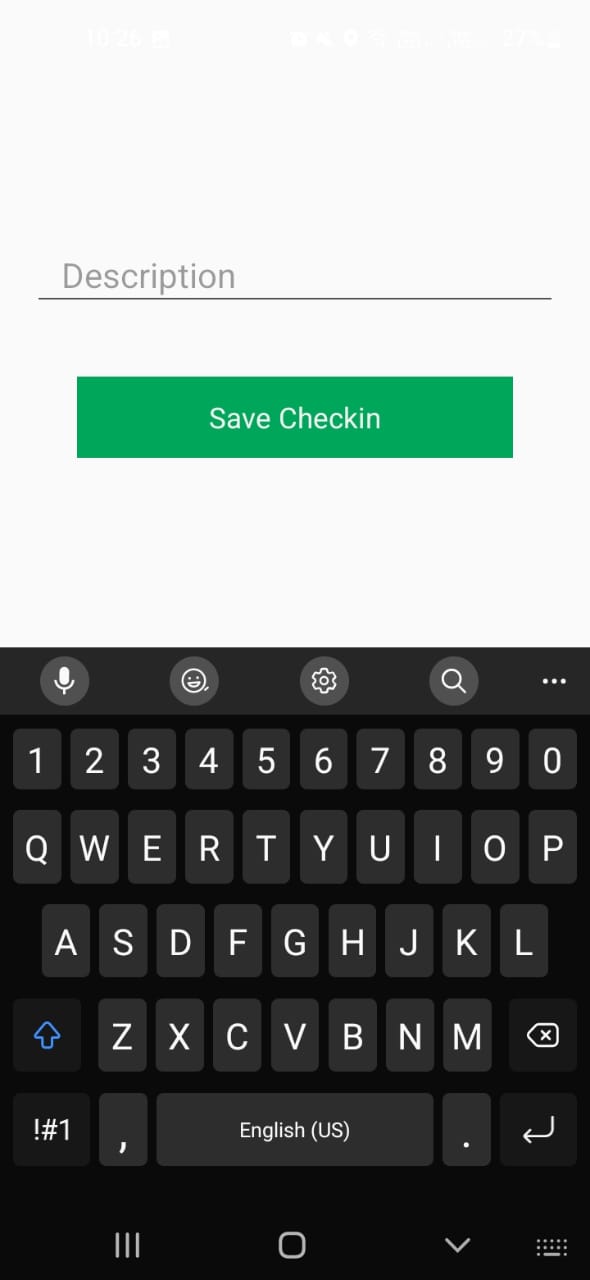 10:26
27%
Description
Save Checkin
1 2 3 4 5 6 7 8 9 0
Q W E R T Y U I O P
A S D F G H J K L
Z X C V B N M
!#1 , English (US) .